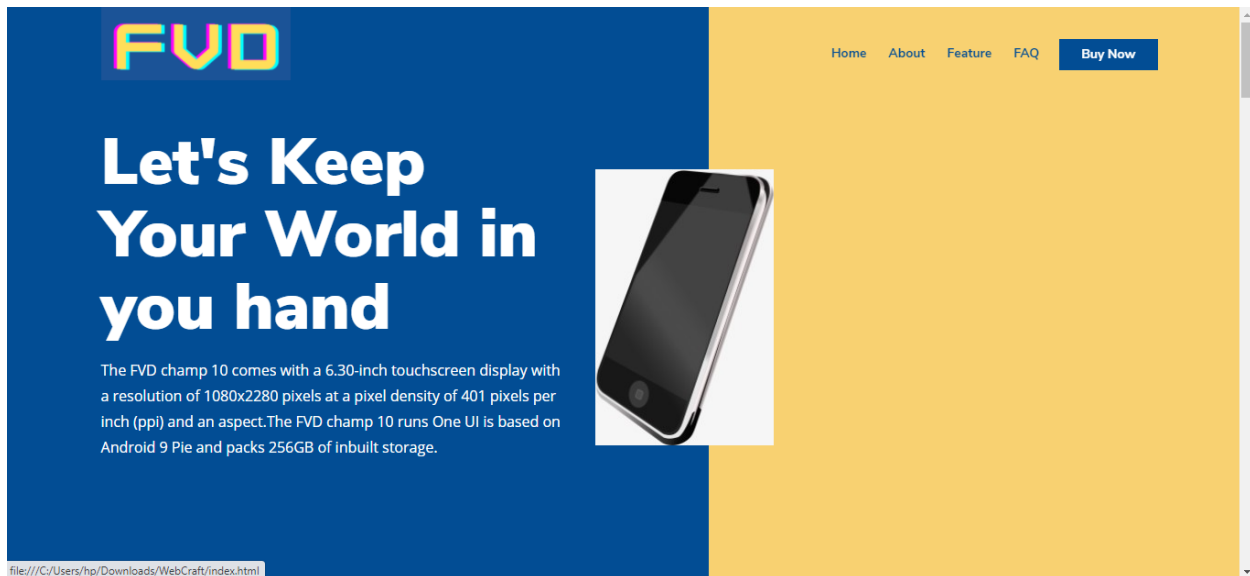 FVD
Home About Feature FAQ Buy Now
Let's Keep
Your World in
you hand
The FVD champ 10 comes with a 6.30-inch touchscreen display with
a resolution of 1080x2280 pixels at a pixel density of 401 pixels per
inch (ppi) and an aspect.The FVD champ 10 runs One UI is based on
Android 9 Pie and packs 256GB of inbuilt storage.
file:///C:/Users/hp/Downloads/WebCraft/index.html